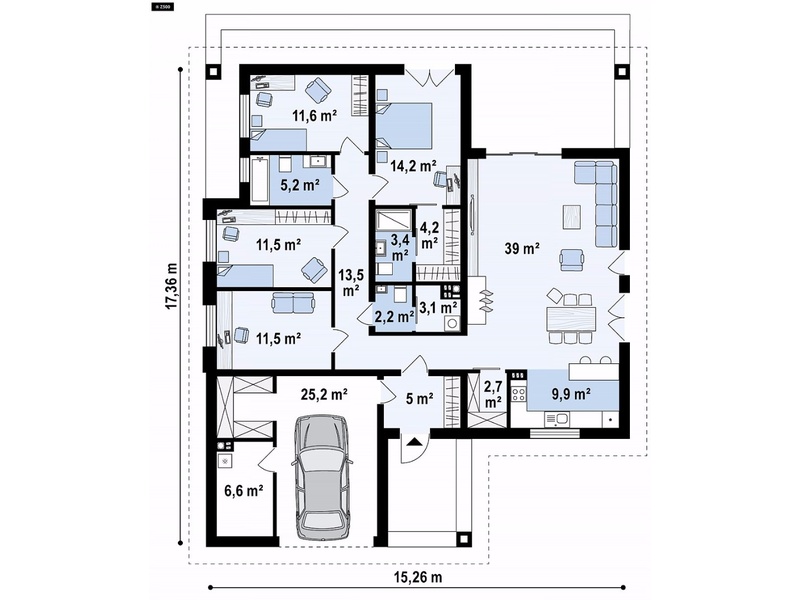 Z500
11,6 m²
14,2 m²
5,2 m²
4,2 m²
3,4 m²
11,5 m²
39 m²
13,5 m²
17,36 m
2,2 m²
3,1 m²
11,5 m²
25,2 m²
5 m²
2,7 m²
9,9 m²
6,6 m²
15,26 m